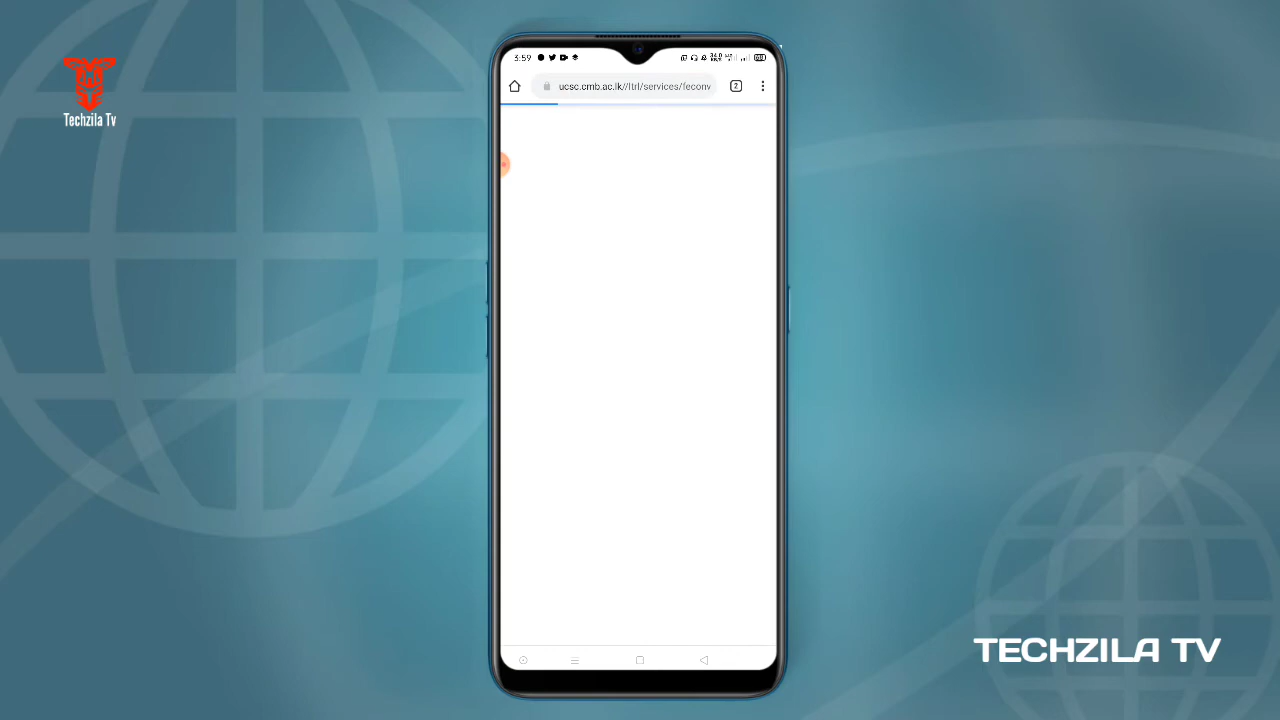 Techzila Tv
3:59
ucsc.cmb.ac.lk//ltrl/services/feconv
2
TECHZILA TV